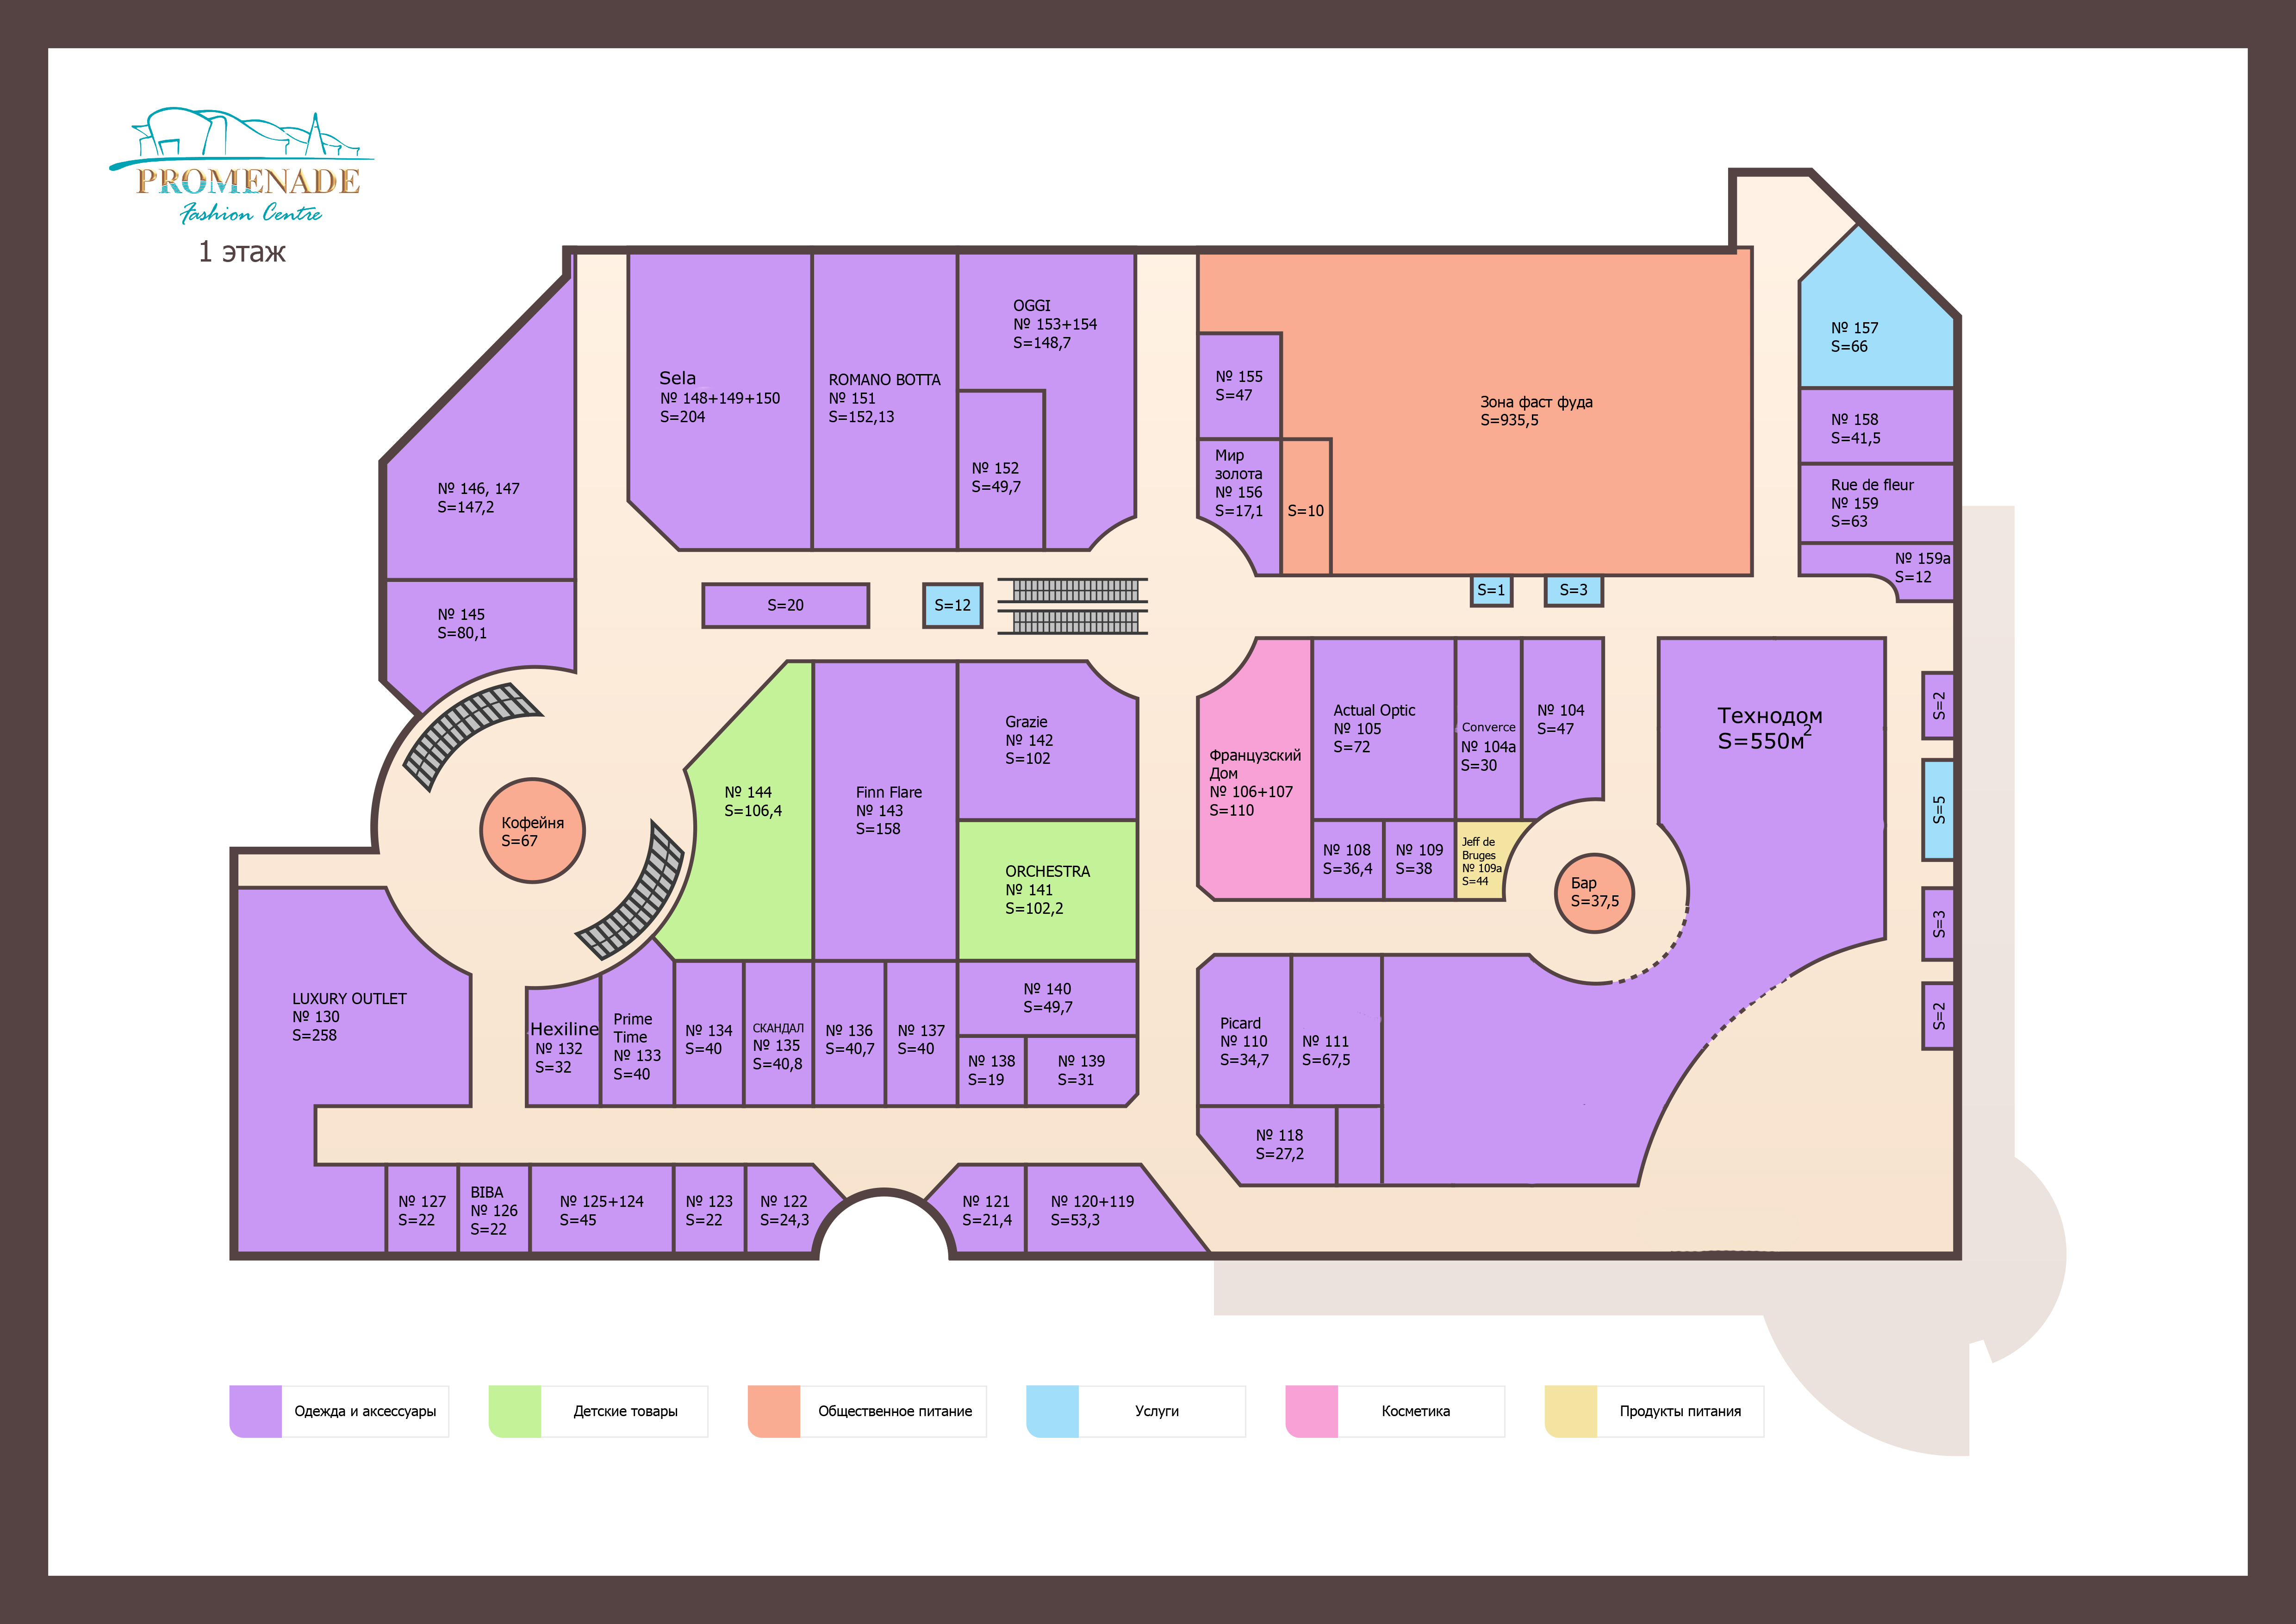 PROMENADE
Fashion Centre
1 этаж
OGGI
№ 153+154
S=148,7
Sela
№ 148+149+150
S=204
ROMANO BOTTA
№ 151
S=152,13
№ 152
S=49,7
№ 146, 147
S=147,2
№ 145
S=80,1
№ 155
S=47
Мир
золота
№ 156
S=17,1
S=10
Зона фаст фуда
S=935,5
№ 157
S=66
№ 158
S=41,5
Rue de fleur
№ 159
S=63
№ 159a
S=12
S=20
S=12
S=1
S=3
№ 144
S=106,4
Finn Flare
№ 143
S=158
Grazie
№ 142
S=102
ORCHESTRA
№ 141
S=102,2
Кофейня
S=67
Французский
Дом
№ 106+107
S=110
Actual Optic
№ 105
S=72
Converce
№ 104a
S=30
№ 104
S=47
№ 108
S=36,4
№ 109
S=38
Jeff de
Bruges
№ 109a
S=44
Бар
S=37,5
Технодом
S=550м2
S=2
S=5
S=3
S=2
LUXURY OUTLET
№ 130
S=258
Hexiline
№ 132
S=32
Prime
Time
№ 133
S=40
№ 134
S=40
СКАНДАЛ
№ 135
S=40,8
№ 136
S=40,7
№ 137
S=40
№ 140
S=49,7
№ 138
S=19
№ 139
S=31
Picard
№ 110
S=34,7
№ 111
S=67,5
№ 118
S=27,2
№ 127
S=22
BIBA
№ 126
S=22
№ 125+124
S=45
№ 123
S=22
№ 122
S=24,3
№ 121
S=21,4
№ 120+119
S=53,3
Одежда и аксессуары
Детские товары
Общественное питание
Услуги
Косметика
Продукты питания